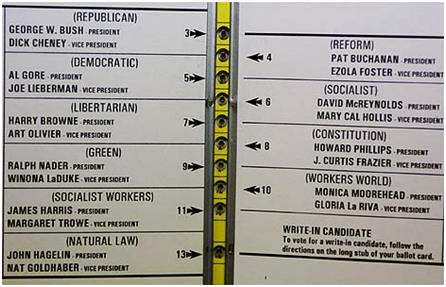 (REPUBLICAN)
GEORGE W. BUSH - PRESIDENT
DICK CHENEY - VICE PRESIDENT
3
(DEMOCRATIC)
AL GORE - PRESIDENT
JOE LIEBERMAN - VICE PRESIDENT
5
(LIBERTARIAN)
HARRY BROWNE - PRESIDENT
ART OLIVIER - VICE PRESIDENT
7
(GREEN)
RALPH NADER - PRESIDENT
WINONA LaDUKE - VICE PRESIDENT
9
(SOCIALIST WORKERS)
JAMES HARRIS - PRESIDENT
MARGARET TROWE - VICE PRESIDENT
11
(NATURAL LAW)
JOHN HAGELIN - PRESIDENT
NAT GOLDHABER - VICE PRESIDENT
13
(REFORM)
4
PAT BUCHANAN - PRESIDENT
EZOLA FOSTER - VICE PRESIDENT
(SOCIALIST)
6
DAVID McREYNOLDS - PRESIDENT
MARY CAL HOLLIS - VICE PRESIDENT
(CONSTITUTION)
8
HOWARD PHILLIPS - PRESIDENT
J. CURTIS FRAZIER - VICE PRESIDENT
(WORKERS WORLD)
10
MONICA MOOREHEAD - PRESIDENT
GLORIA La RIVA - VICE PRESIDENT
WRITE-IN CANDIDATE
To vote for a write-in candidate, follow the
directions on the long stub of your ballot card.